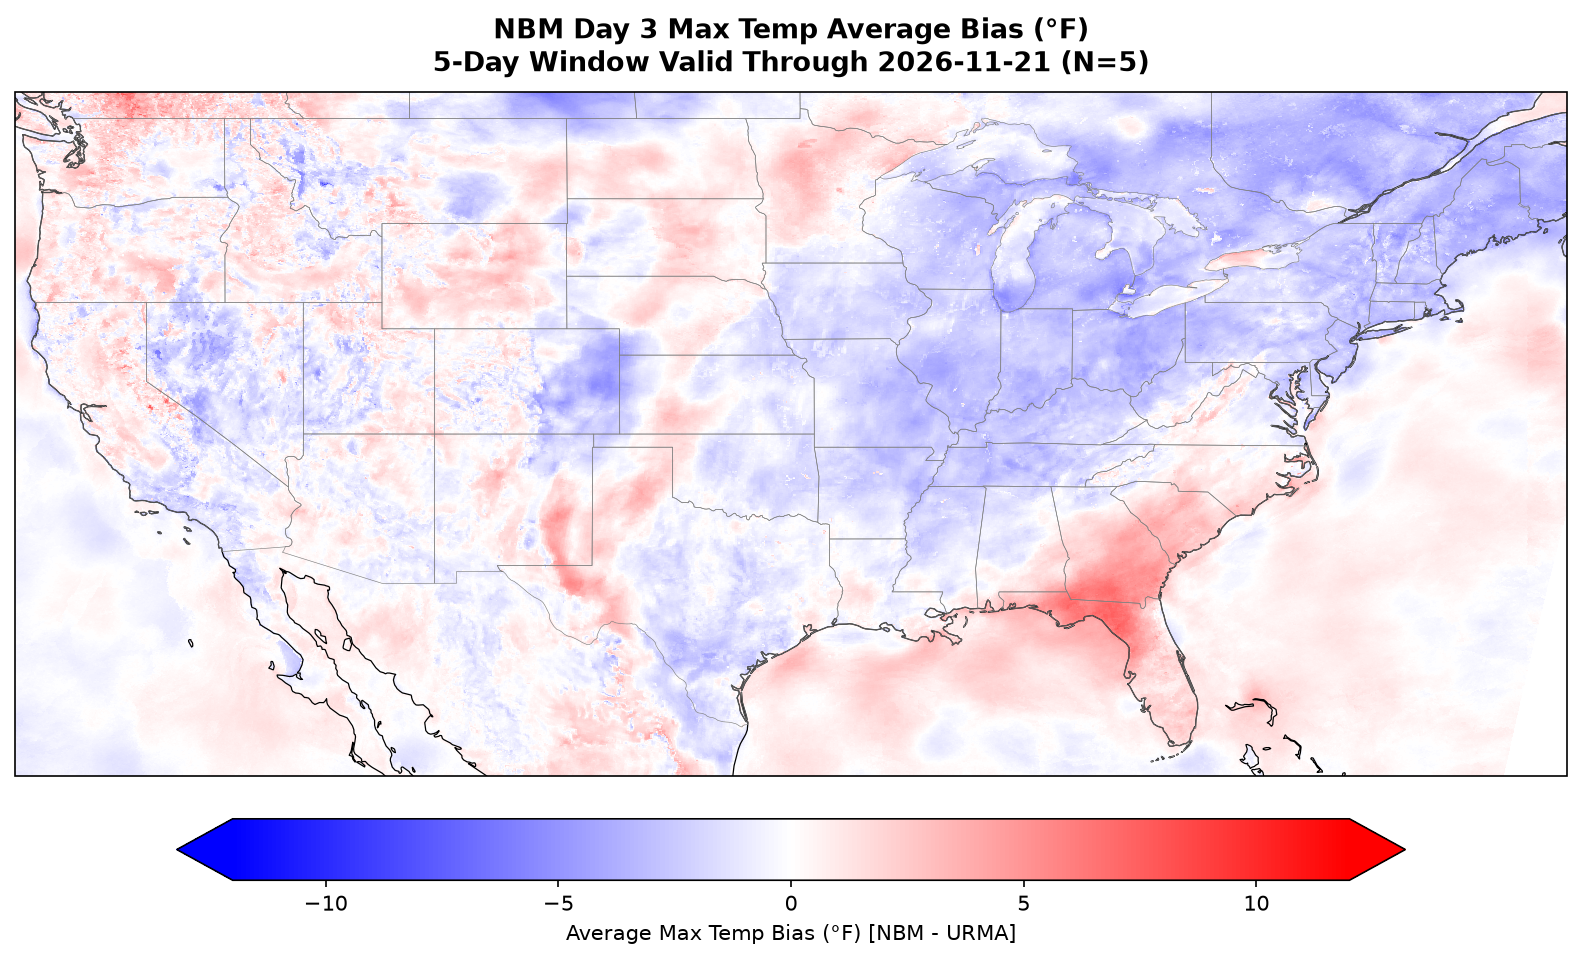 NBM Day 3 Max Temp Average Bias (°F)
5-Day Window Valid Through 2026-11-21 (N=5)
−10
−5
0
5
10
Average Max Temp Bias (°F) [NBM - URMA]